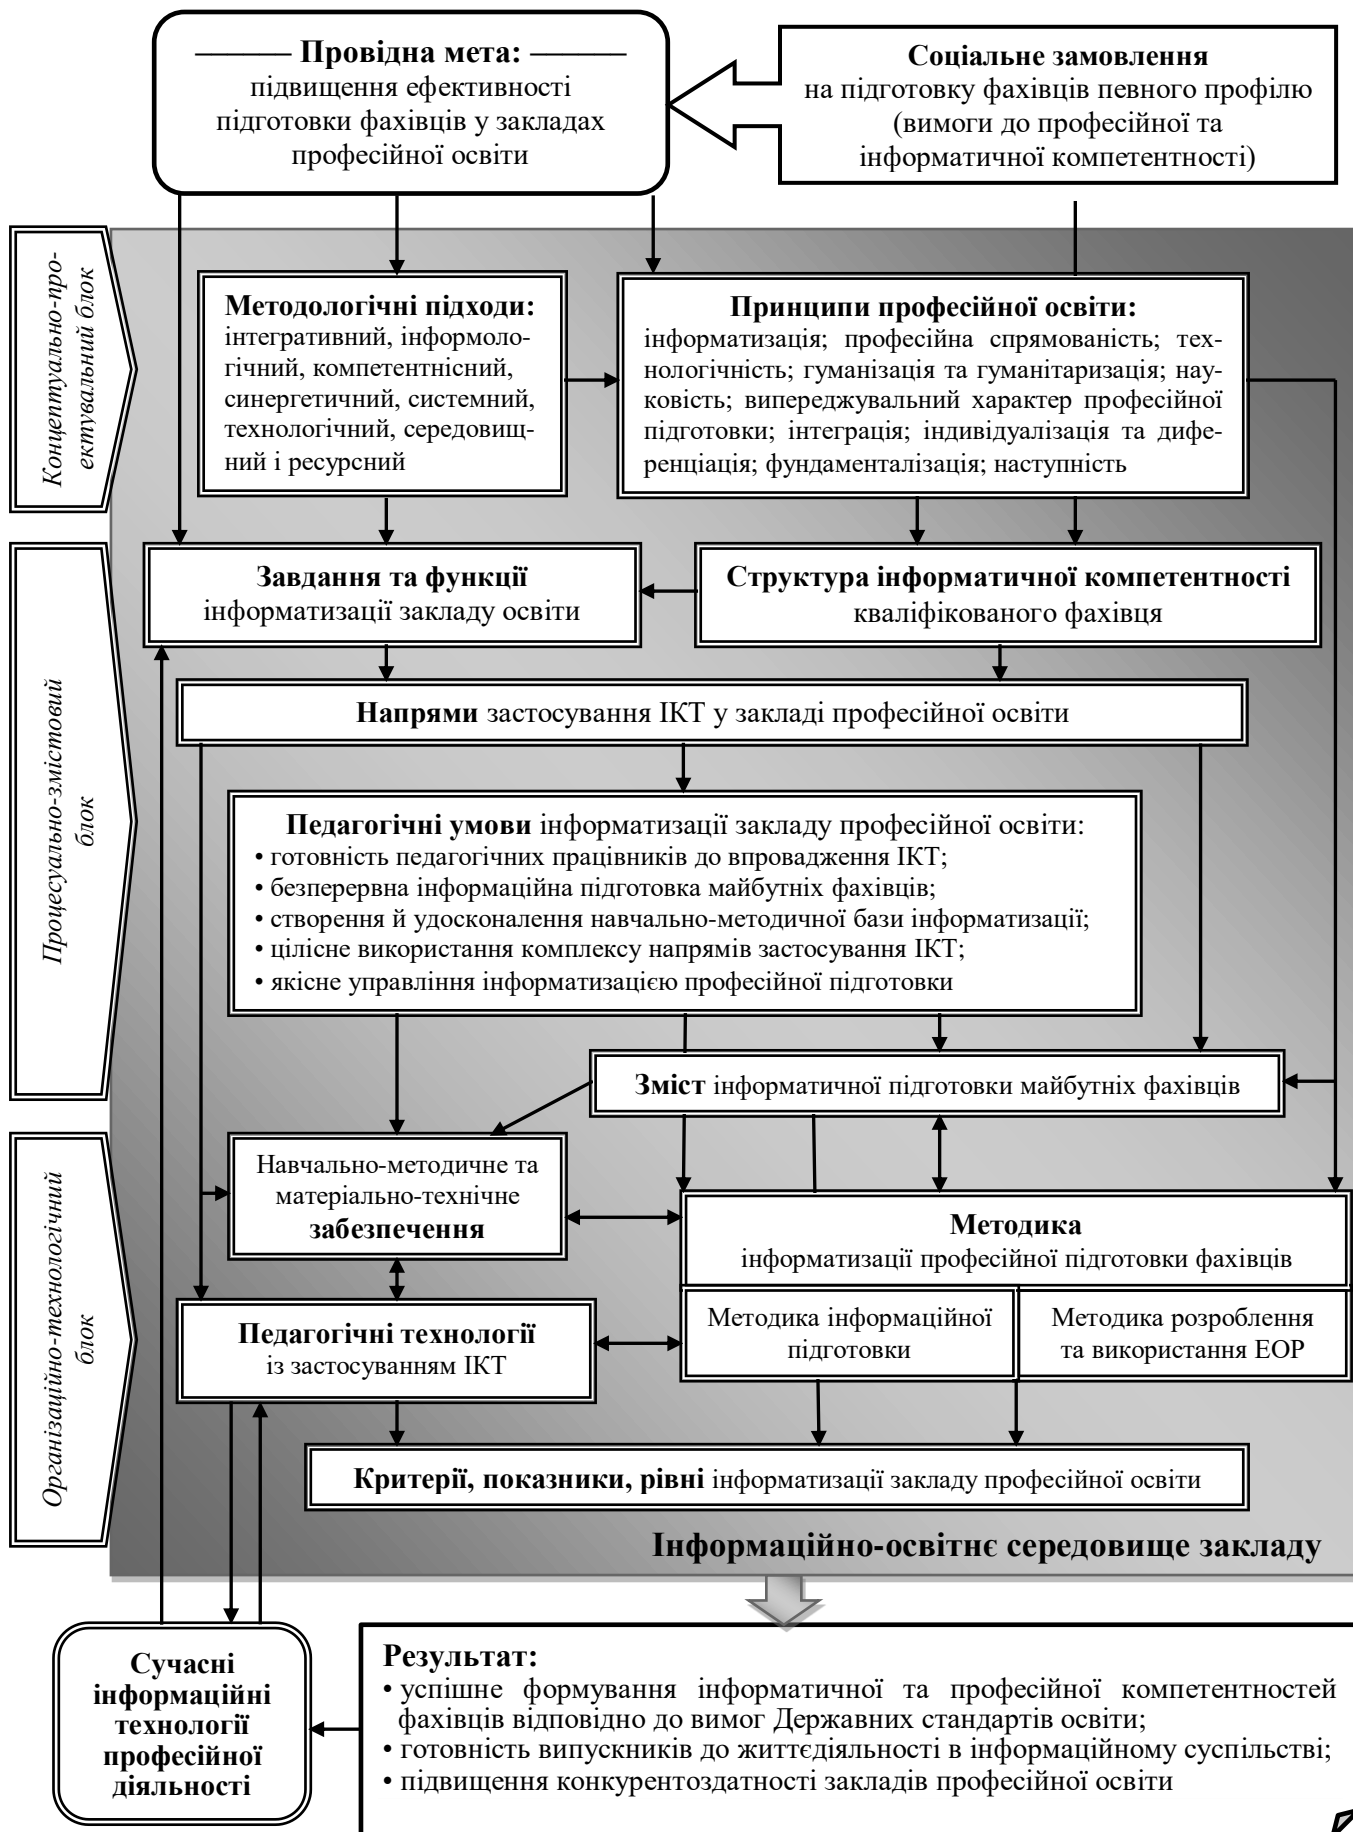 Провідна мета:
підвищення ефективності
підготовки фахівців у закладах
професійної освіти
Соціальне замовлення
на підготовку фахівців певного профілю
(вимоги до професійної та
інформатичної компетентності)
Концептуально-про-
ектувальний блок
Методологічні підходи:
інтегративний, інформоло-
гічний, компетентнісний,
синергетичний, системний,
технологічний, середовищ-
ний і ресурсний
Принципи професійної освіти:
інформатизація; професійна спрямованість; тех-
нологічність; гуманізація та гуманітаризація; нау-
ковість; випереджувальний характер професійної
підготовки; інтеграція; індивідуалізація та дифе-
ренціація; фундаменталізація; наступність
Процесуально-змістовий
блок
Завдання та функції
інформатизації закладу освіти
Структура інформатичної компетентності
кваліфікованого фахівця
Напрями застосування ІКТ у закладі професійної освіти
Педагогічні умови інформатизації закладу професійної освіти:
• готовність педагогічних працівників до впровадження ІКТ;
• безперервна інформаційна підготовка майбутніх фахівців;
• створення й удосконалення навчально-методичної бази інформатизації;
• цілісне використання комплексу напрямів застосування ІКТ;
• якісне управління інформатизацією професійної підготовки
Зміст інформатичної підготовки майбутніх фахівців
Організаційно-технологічний
блок
Навчально-методичне та
матеріально-технічне
забезпечення
Методика
інформатизації професійної підготовки фахівців
Методика інформаційної
підготовки
Методика розроблення
та використання ЕОР
Педагогічні технології
із застосуванням ІКТ
Критерії, показники, рівні інформатизації закладу професійної освіти
Інформаційно-освітнє середовище закладу
Сучасні
інформаційні
технології
професійної
діяльності
Результат:
• успішне формування інформатичної та професійної компетентностей
фахівців відповідно до вимог Державних стандартів освіти;
• готовність випускників до життєдіяльності в інформаційному суспільстві;
• підвищення конкурентоздатності закладів професійної освіти